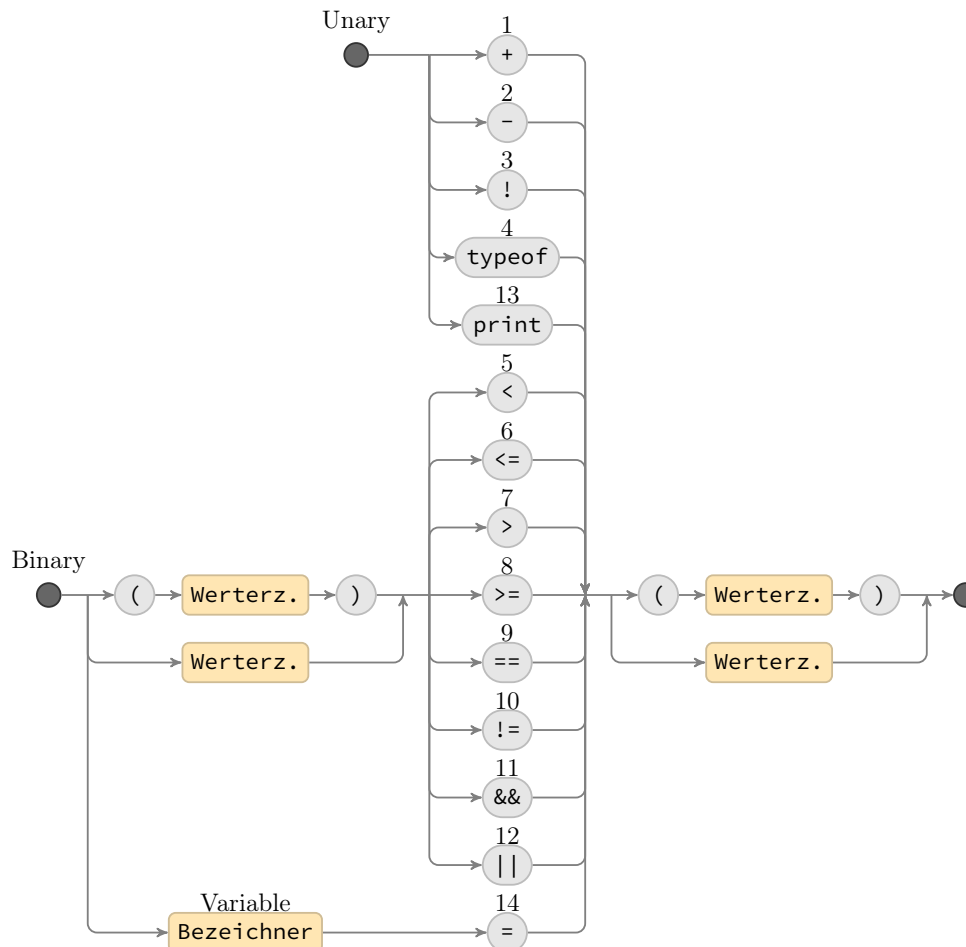 Unary
1
+
2
-
3
!
4
typeof
13
print
5
<
6
<=
7
>
Binary
8
( Werterz. ) >= ( Werterz. )
9
Werterz. == Werterz.
10
!=
11
&&
12
||
Variable 14
Bezeichner =